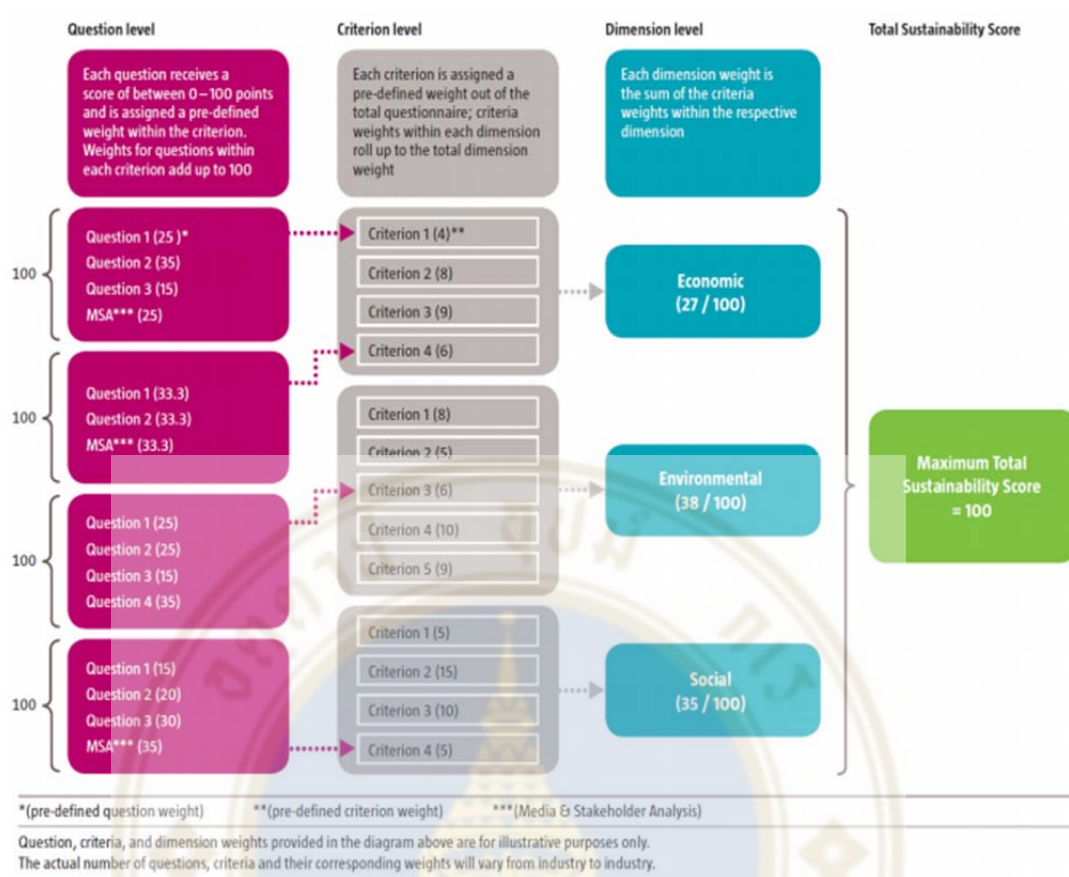 Question level
Criterion level
Dimension level
Total Sustainability Score
Each question receives a
score of between 0–100 points
and is assigned a pre-defined
weight within the criterion.
Weights for questions within
each criterion add up to 100
Each criterion is assigned a
pre-defined weight out of the
total questionnaire; criteria
weights within each dimension
roll up to the total dimension
weight
Each dimension weight is
the sum of the criteria
weights within the respective
dimension
100
Question 1 (25 )*
Question 2 (35)
Question 3 (15)
MSA*** (25)
100
Question 1 (33.3)
Question 2 (33.3)
MSA*** (33.3)
100
Question 1 (25)
Question 2 (25)
Question 3 (15)
Question 4 (35)
100
Question 1 (15)
Question 2 (20)
Question 3 (30)
MSA*** (35)
Criterion 1 (4)**
Criterion 2 (8)
Criterion 3 (9)
Criterion 4 (6)
Criterion 1 (8)
Criterion 2 (5)
Criterion 3 (6)
Criterion 4 (10)
Criterion 5 (9)
Criterion 1 (5)
Criterion 2 (15)
Criterion 3 (10)
Criterion 4 (5)
Economic
(27 / 100)
Environmental
(38 / 100)
Social
(35 / 100)
Maximum Total
Sustainability Score
= 100
*(pre-defined question weight) **(pre-defined criterion weight) ***(Media & Stakeholder Analysis)
Question, criteria, and dimension weights provided in the diagram above are for illustrative purposes only.
The actual number of questions, criteria and their corresponding weights will vary from industry to industry.